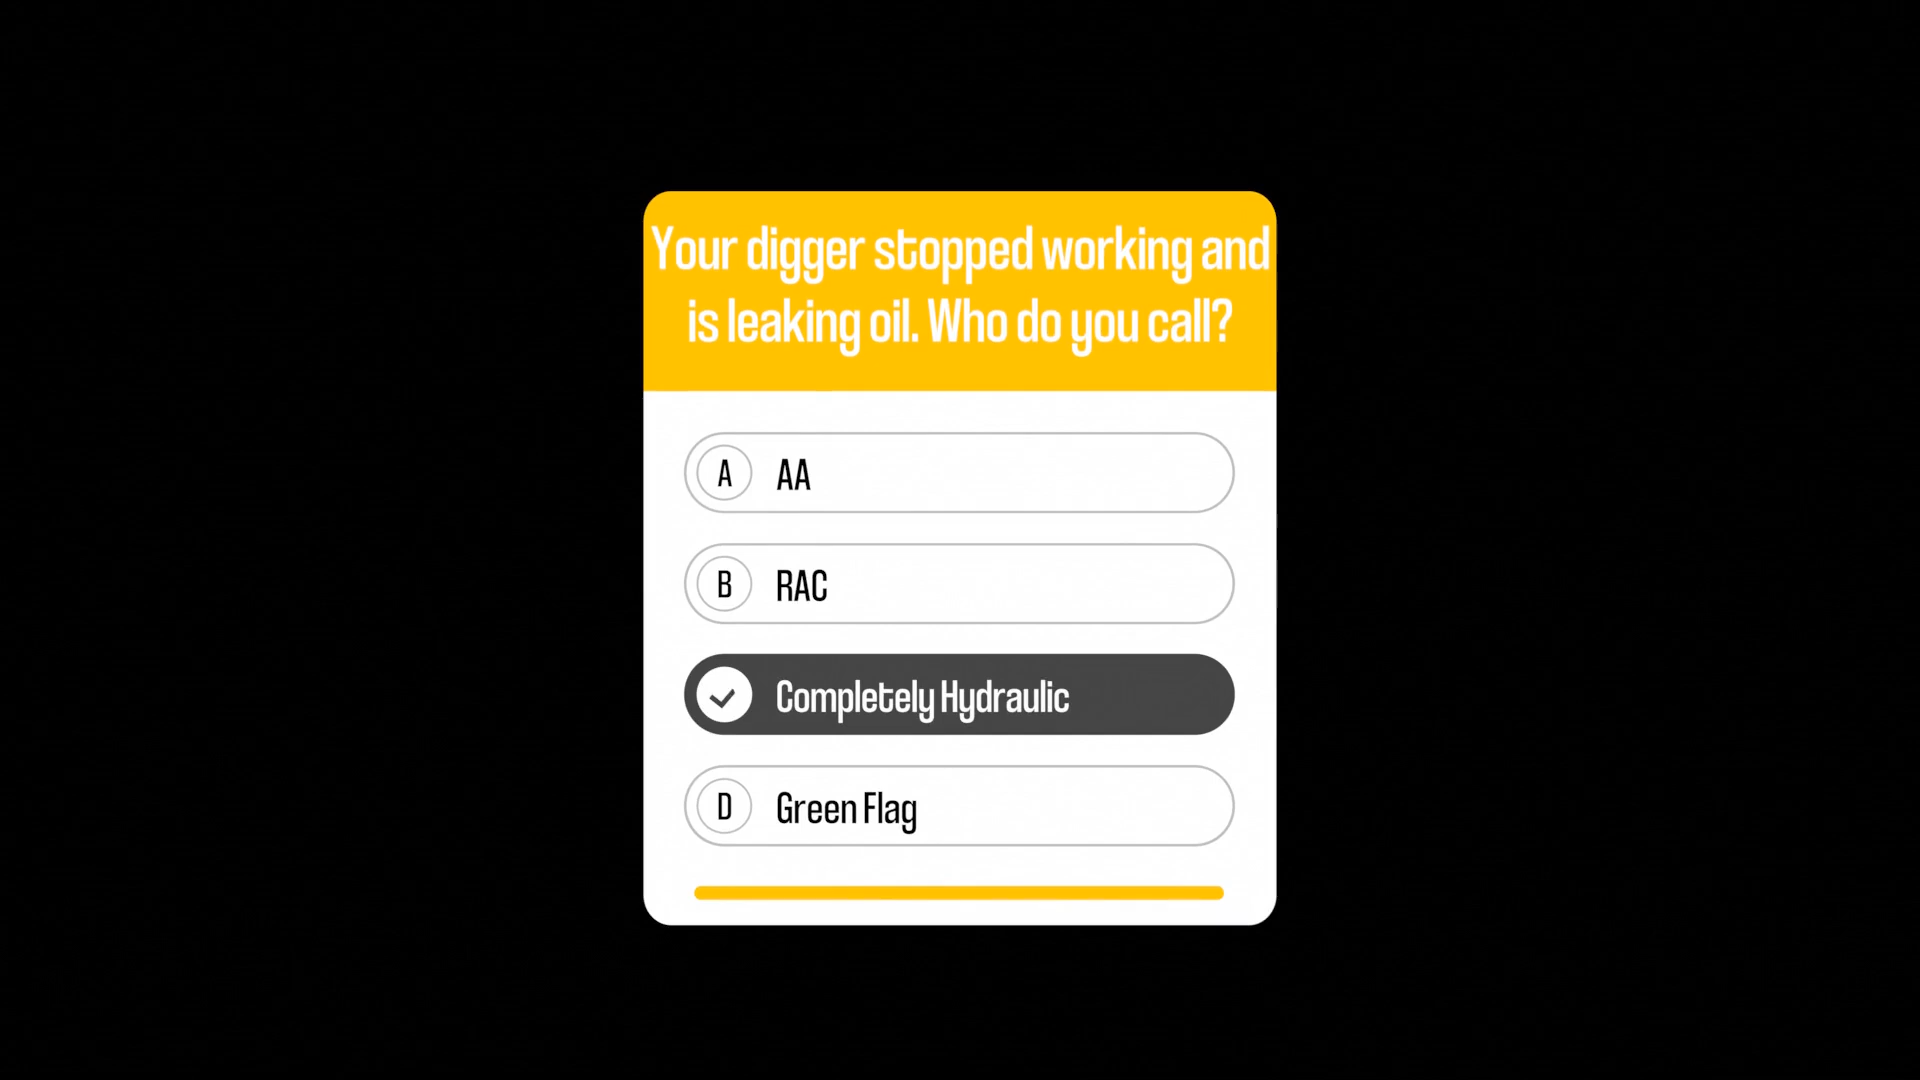 Your digger stopped working and
is leaking oil. Who do you call?
A AA
B RAC
Completely Hydraulic
D Green Flag